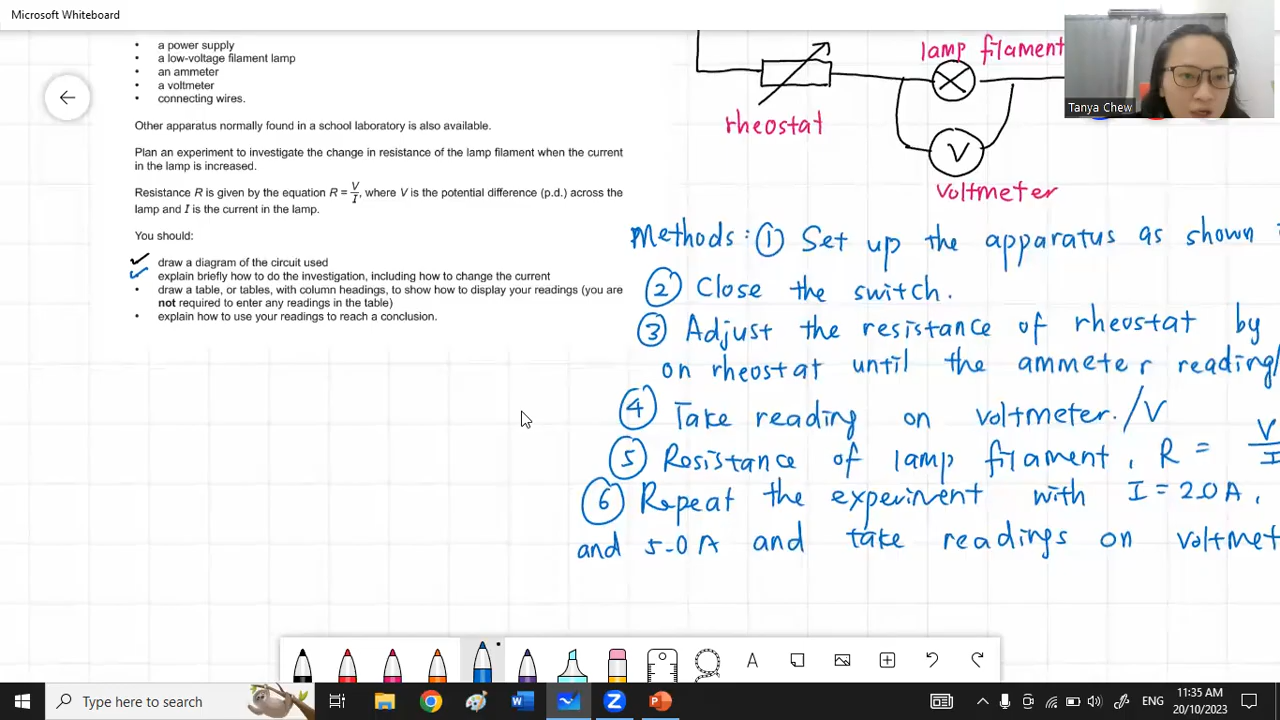 Microsoft Whiteboard
• a power supply
• a low-voltage filament lamp
• an ammeter
• a voltmeter
• connecting wires.
Other apparatus normally found in a school laboratory is also available.
Plan an experiment to investigate the change in resistance of the lamp filament when the current
in the lamp is increased.
Resistance R is given by the equation R = V/I, where V is the potential difference (p.d.) across the
lamp and I is the current in the lamp.
You should:
draw a diagram of the circuit used
explain briefly how to do the investigation, including how to change the current
• draw a table, or tables, with column headings, to show how to display your readings (you are
not required to enter any readings in the table)
• explain how to use your readings to reach a conclusion.
lamp filament
rheostat
V
voltmeter
Tanya Chew
Methods: ① Set up the apparatus as shown
② Close the switch.
③ Adjust the resistance of rheostat by
on rheostat until the ammeter reading/
④ Take reading on voltmeter./V
⑤ Resistance of lamp filament, R = V/I
⑥ Repeat the experiment with I = 2.0 A,
and 5.0 A and take readings on voltmet
A
W
Z
P
Type here to search
ENG
11:35 AM
20/10/2023